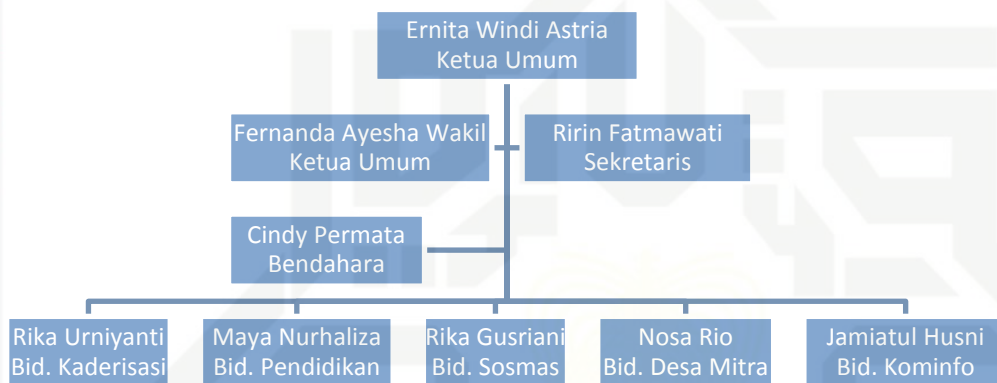 Ernita Windi Astria
Ketua Umum
Fernanda Ayesha Wakil
Ketua Umum
Ririn Fatmawati
Sekretaris
Cindy Permata
Bendahara
Rika Urniyanti
Bid. Kaderisasi
Maya Nurhaliza
Bid. Pendidikan
Rika Gusriani
Bid. Sosmas
Nosa Rio
Bid. Desa Mitra
Jamiatul Husni
Bid. Kominfo